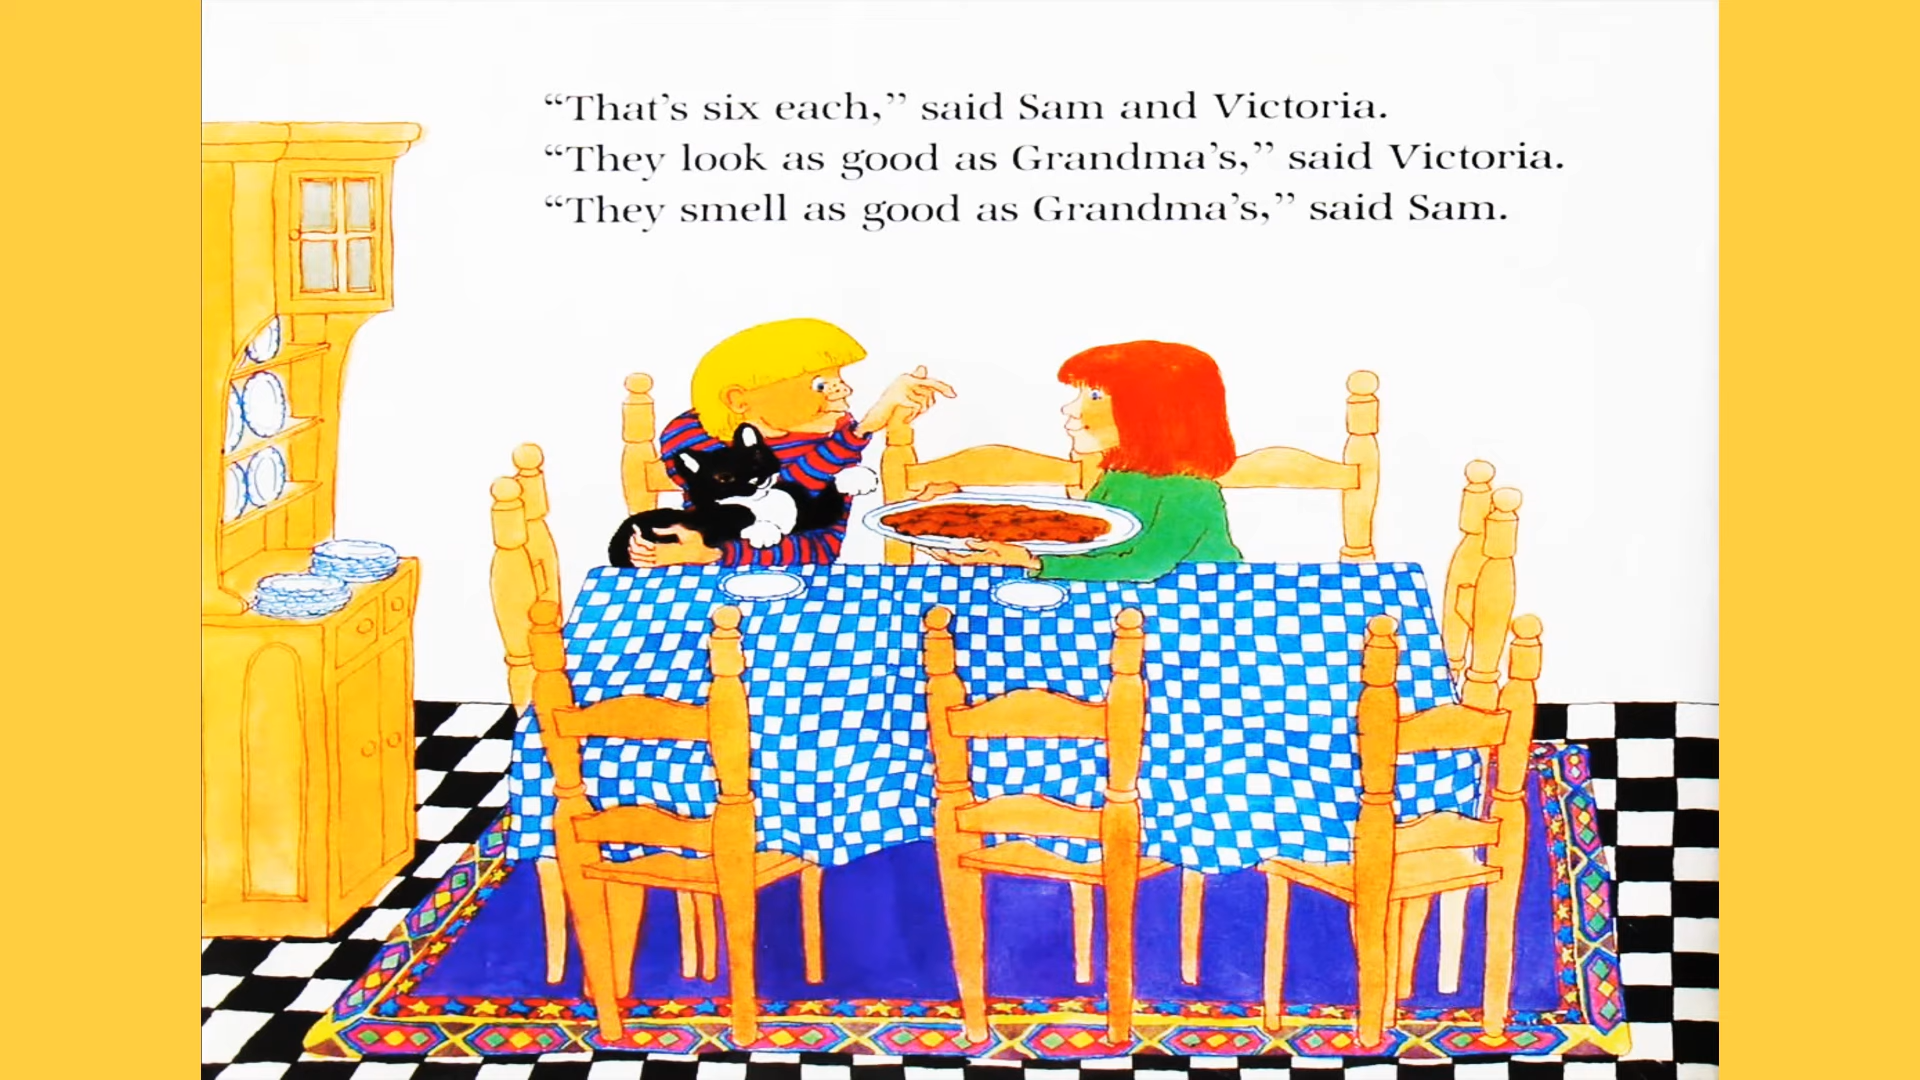 “That’s six each,” said Sam and Victoria.
“They look as good as Grandma’s,” said Victoria.
“They smell as good as Grandma’s,” said Sam.